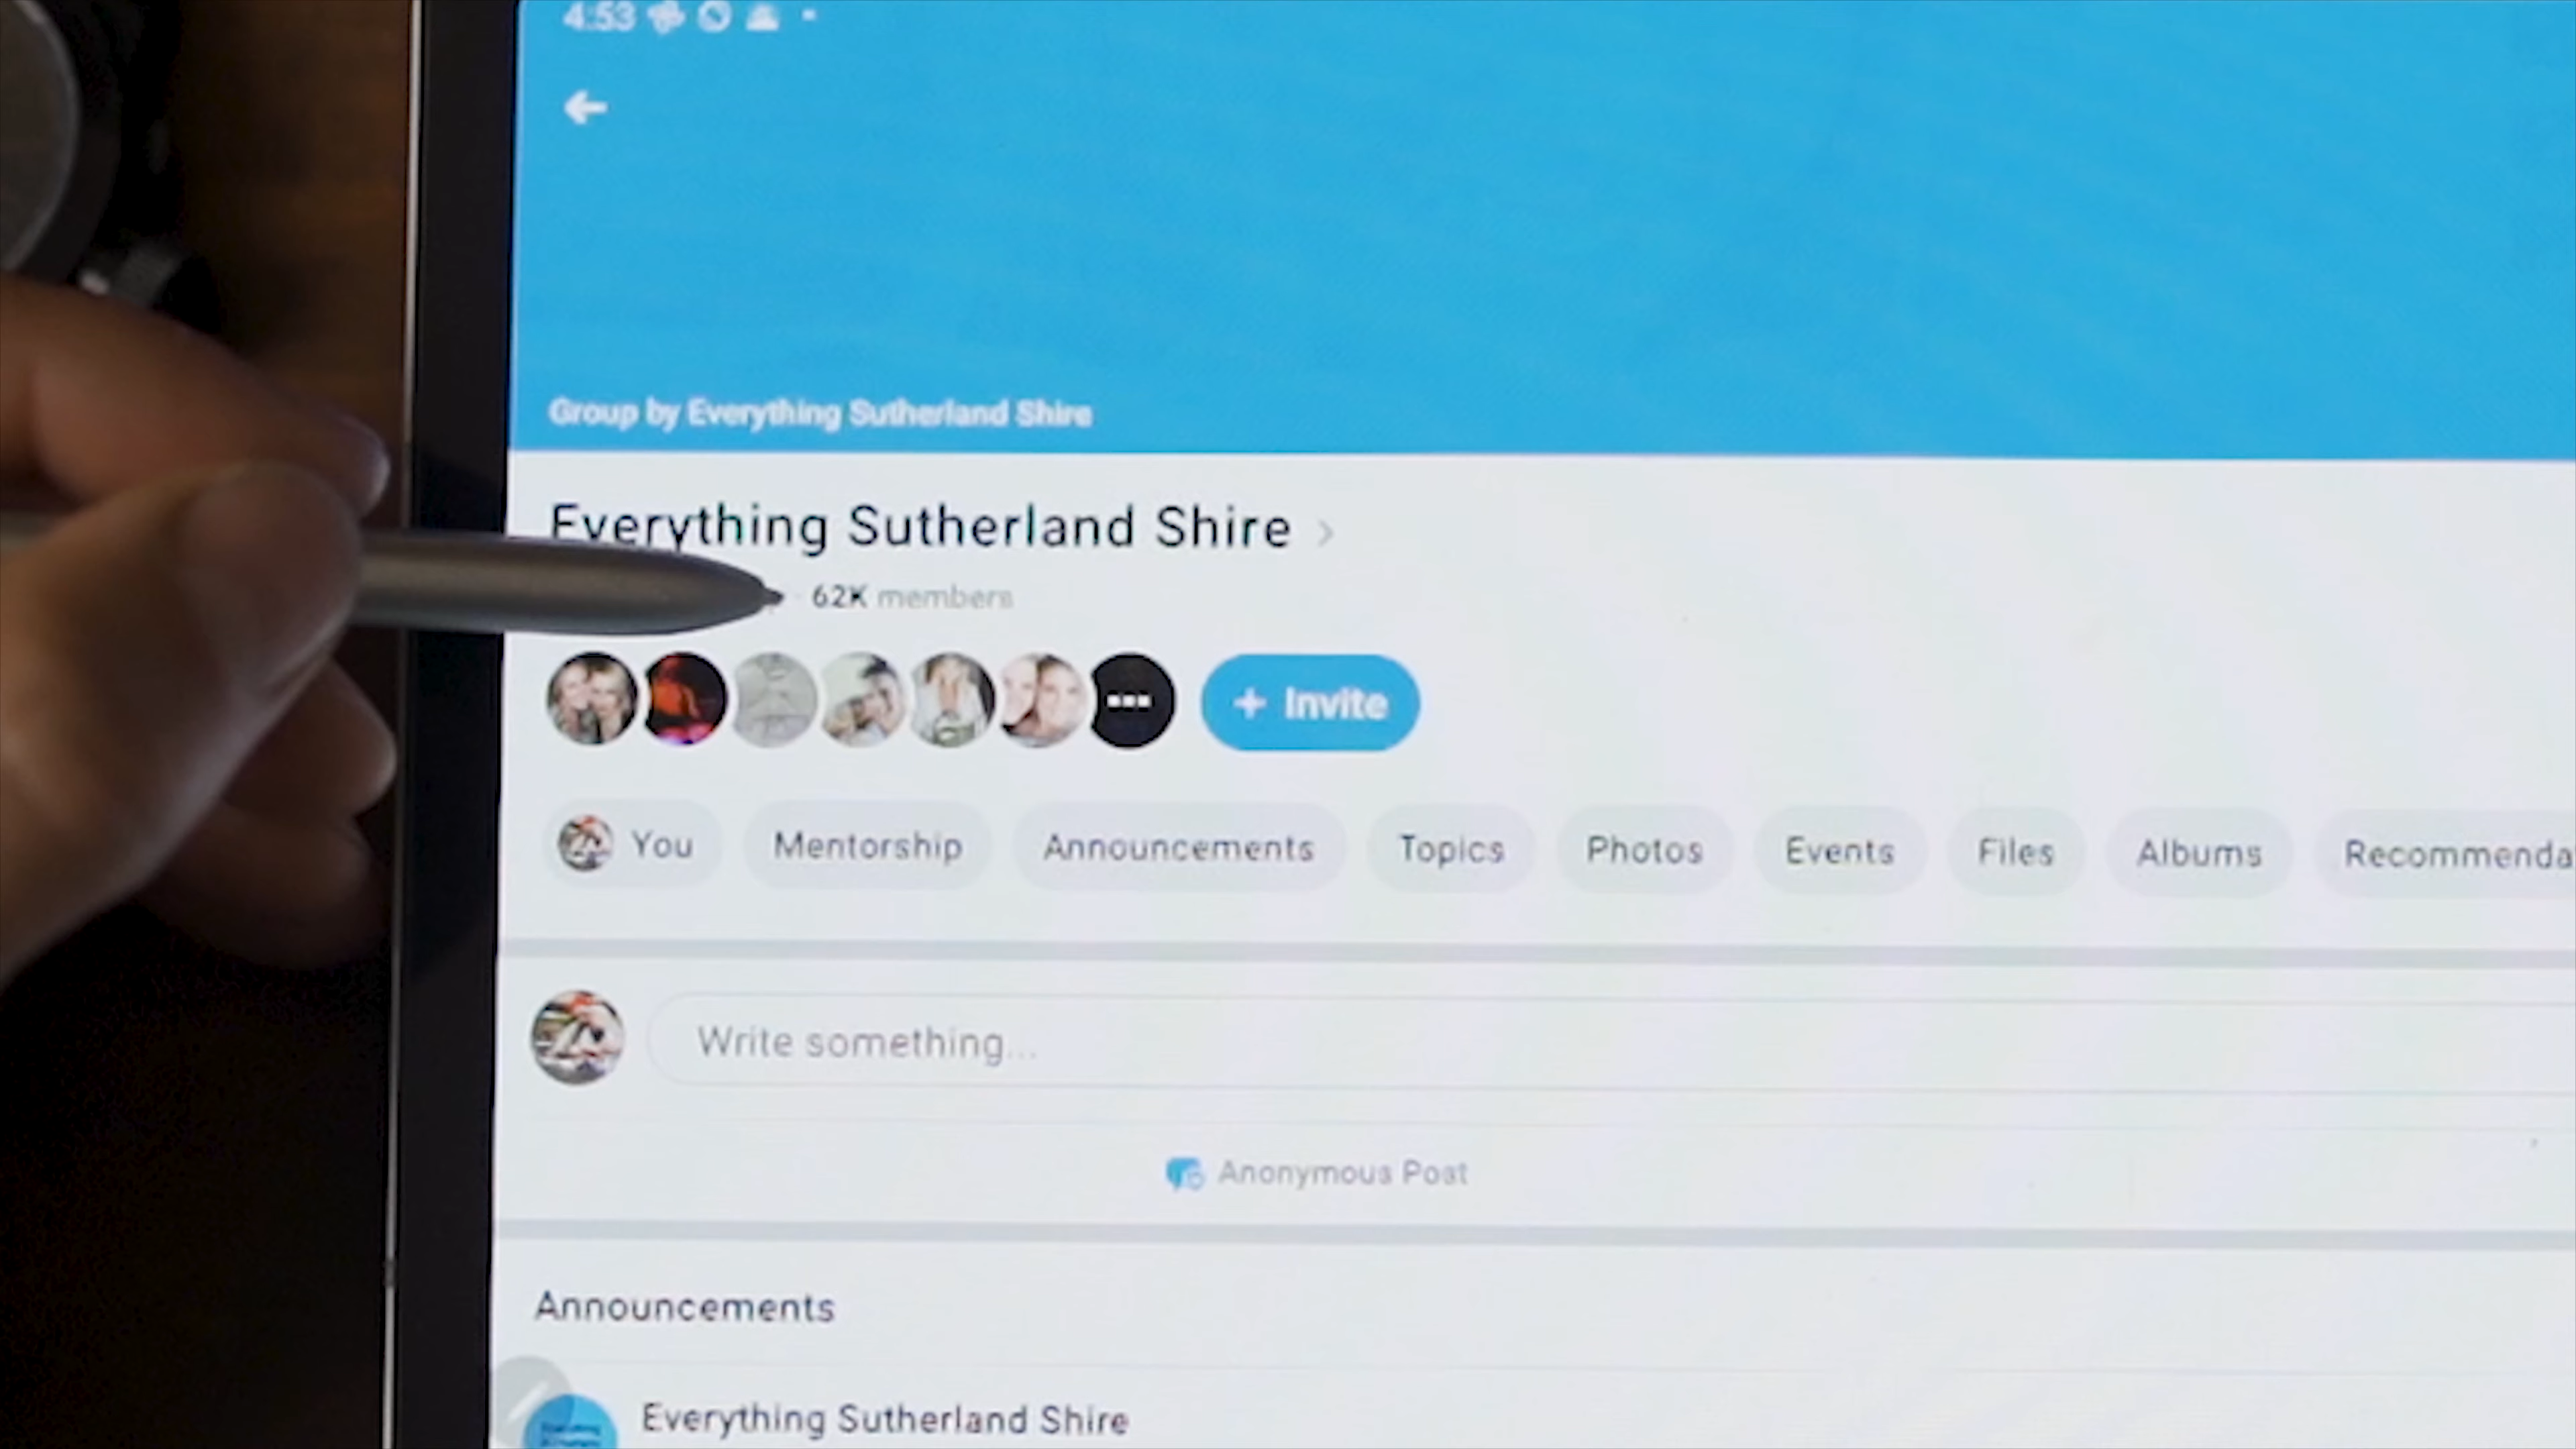 4:53
Group by Everything Sutherland Shire
Everything Sutherland Shire
62K members
+ Invite
You Mentorship Announcements Topics Photos Events Files Albums Recommenda
Write something...
Anonymous Post
Announcements
Everything Sutherland Shire